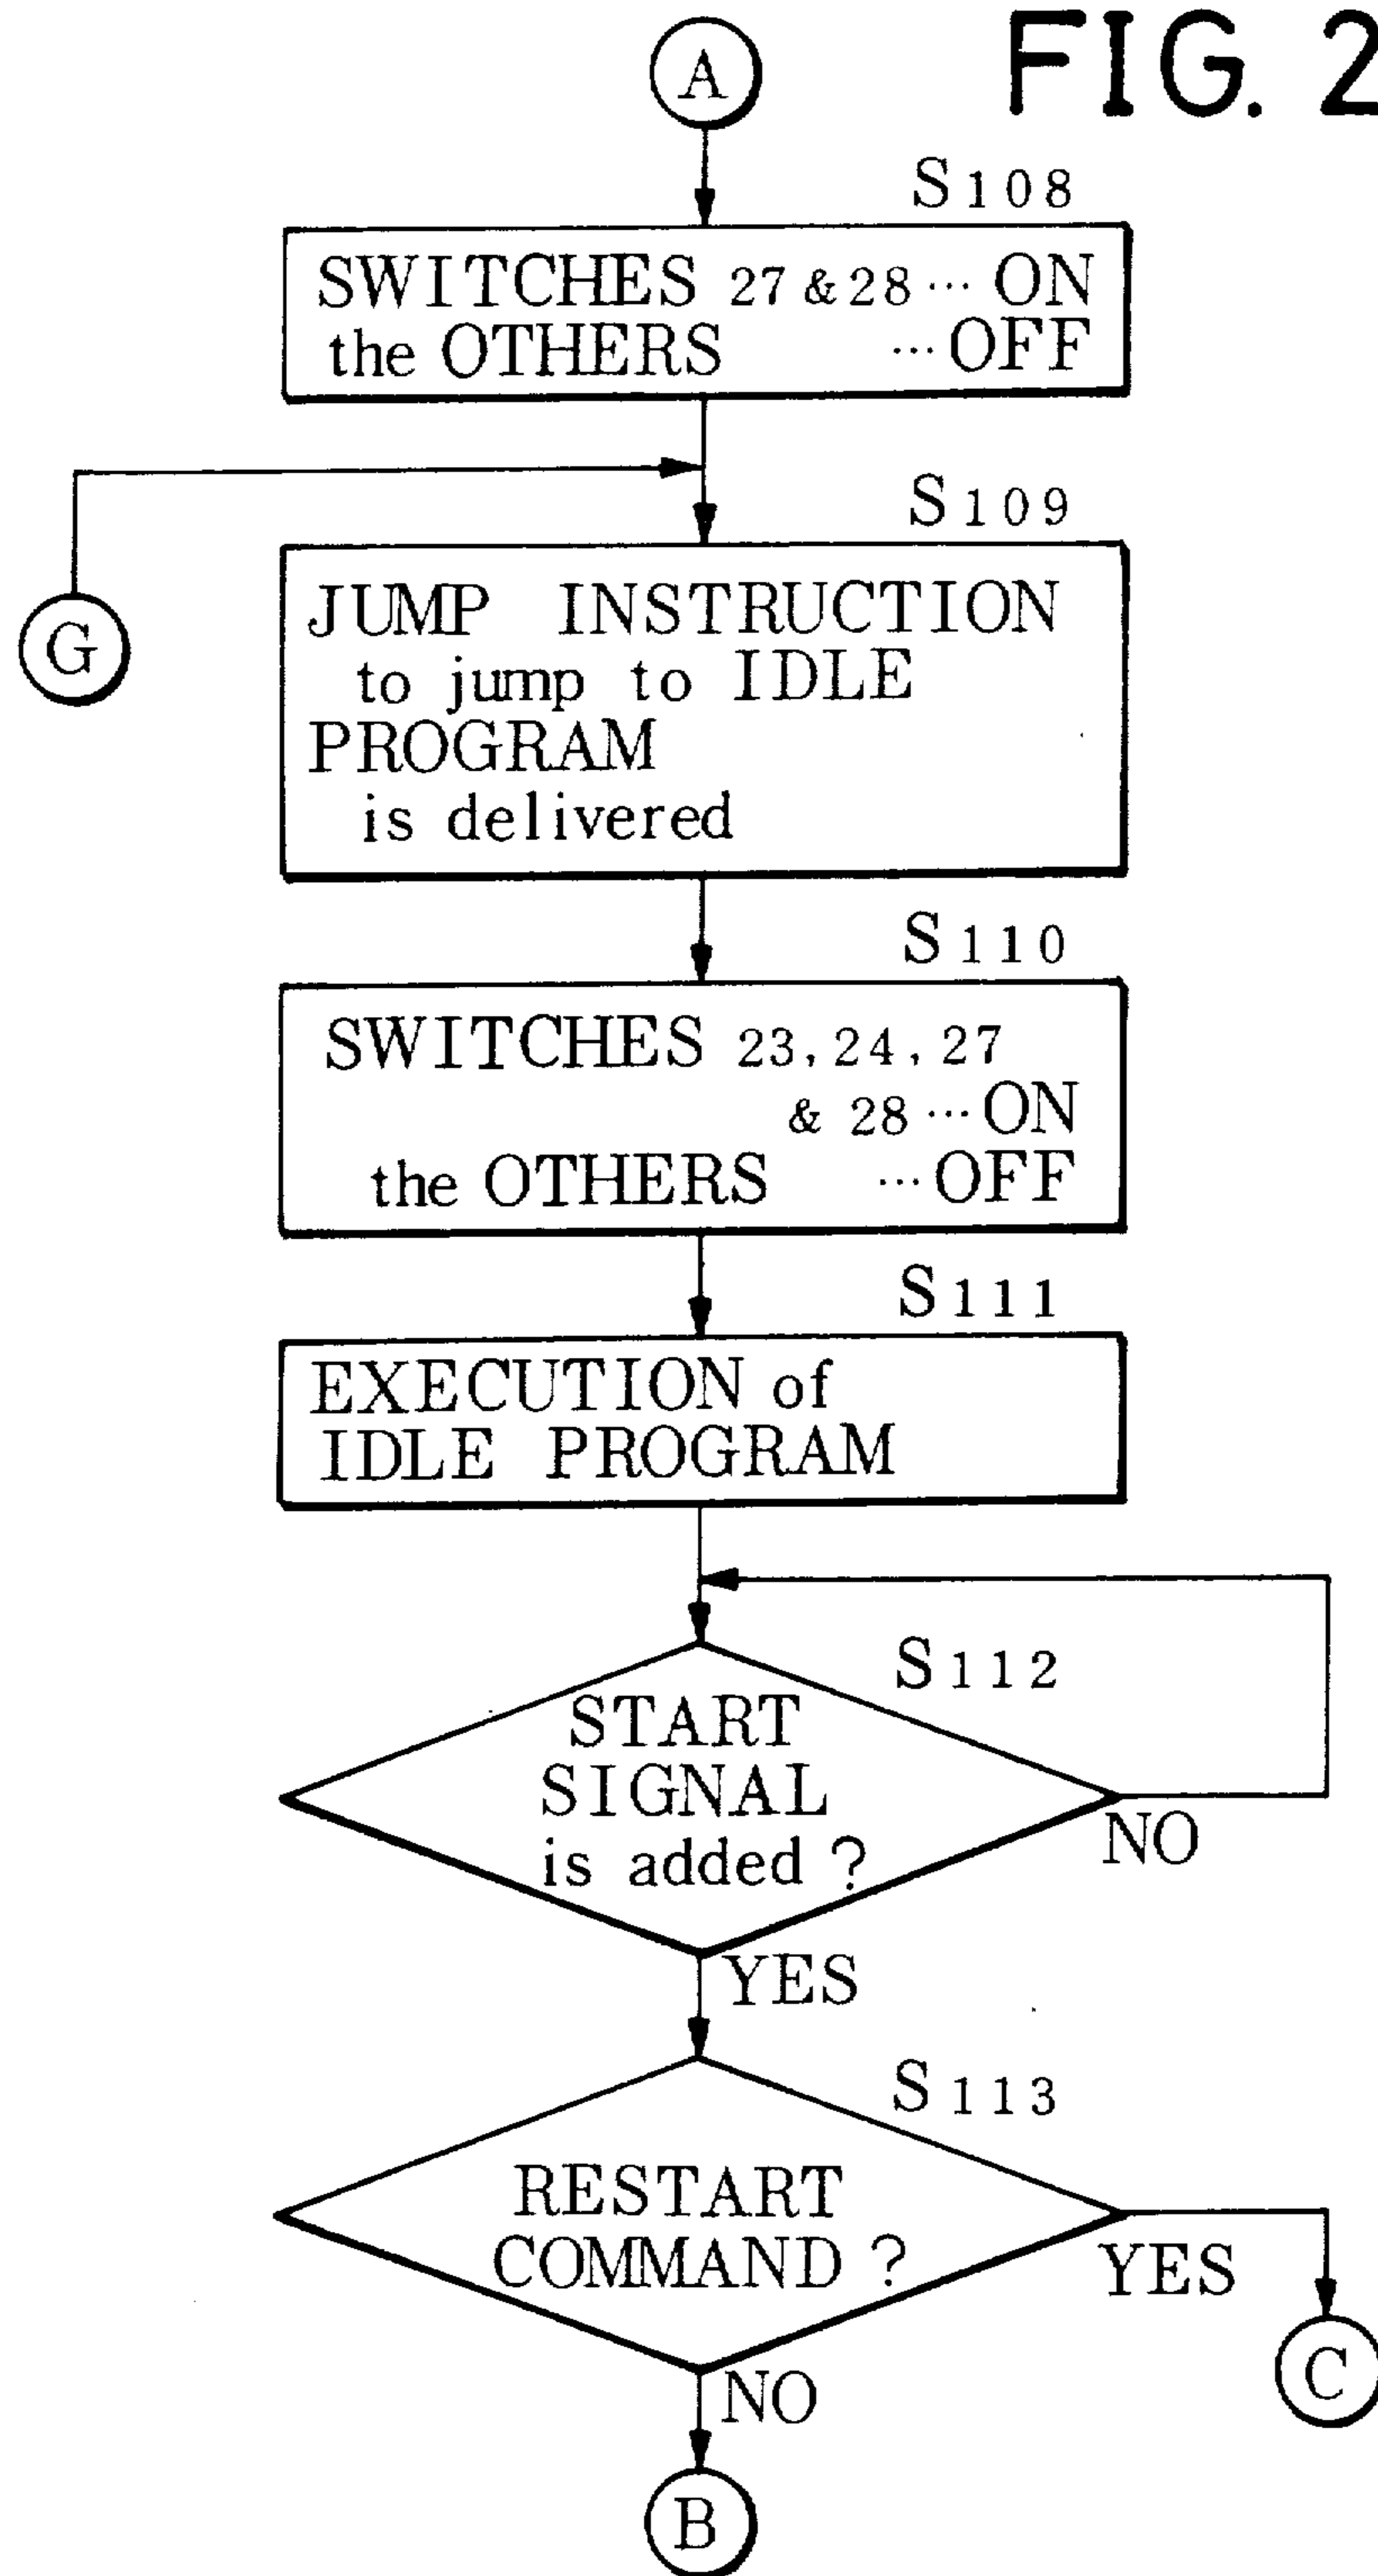 FIG. 2
A
S108
SWITCHES 27 & 28 … ON
the OTHERS … OFF
G
S109
JUMP INSTRUCTION
to jump to IDLE
PROGRAM
is delivered
S110
SWITCHES 23, 24, 27
& 28 … ON
the OTHERS … OFF
S111
EXECUTION of
IDLE PROGRAM
S112
START
SIGNAL
is added ?
NO
YES
S113
RESTART
COMMAND ?
YES
C
NO
B